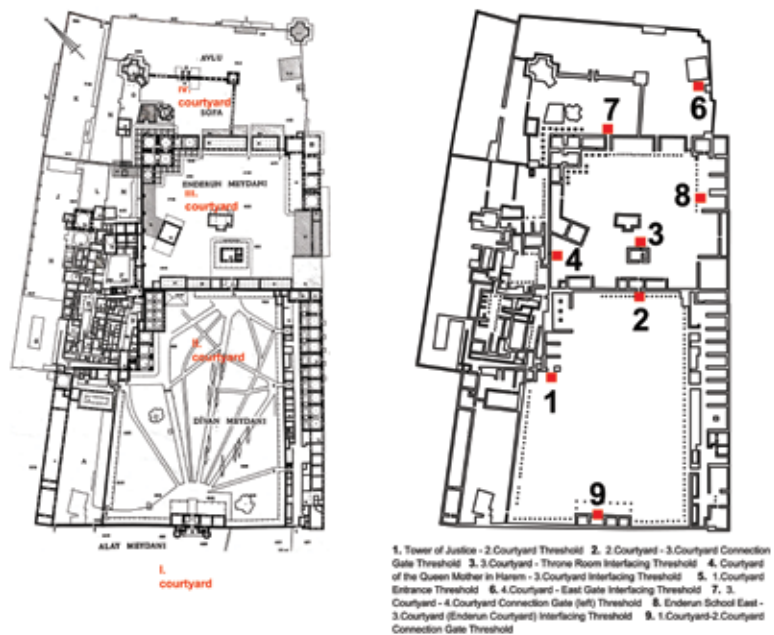 AVLU
IV.
courtyard
SOFA
ENDERUN MEYDANI
III.
courtyard
II.
courtyard
DİVAN MEYDANI
ALAY MEYDANI
I.
courtyard
7
6
8
3
4
2
1
9
1. Tower of Justice - 2.Courtyard Threshold 2. 2.Courtyard - 3.Courtyard Connection
Gate Threshold 3. 3.Courtyard - Throne Room Interfacing Threshold 4. Courtyard
of the Queen Mother in Harem - 3.Courtyard Interfacing Threshold 5. 1.Courtyard
Entrance Threshold 6. 4.Courtyard - East Gate Interfacing Threshold 7. 3.
Courtyard - 4.Courtyard Connection Gate (left) Threshold 8. Enderun School East -
3.Courtyard (Enderun Courtyard) Interfacing Threshold 9. 1.Courtyard-2.Courtyard
Connection Gate Threshold